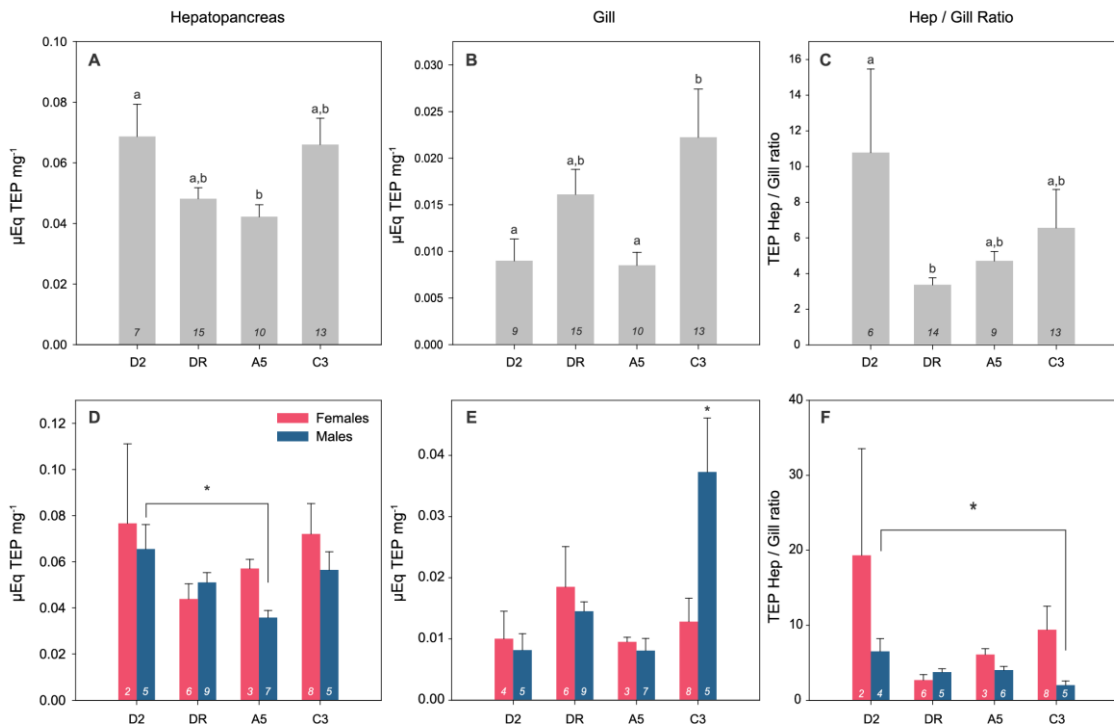 Hepatopancreas
Gill
Hep / Gill Ratio
A
0.10
0.08
0.06
0.04
0.02
0.00
µEq TEP mg⁻¹
a
a,b
b
a,b
7
15
10
13
D2
DR
A5
C3
B
0.030
0.025
0.020
0.015
0.010
0.005
0.000
µEq TEP mg⁻¹
a
a,b
a
b
9
15
10
13
D2
DR
A5
C3
C
16
14
12
10
8
6
4
2
0
TEP Hep / Gill ratio
a
b
a,b
a,b
6
14
9
13
D2
DR
A5
C3
D
Females
Males
0.12
0.10
0.08
0.06
0.04
0.02
0.00
µEq TEP mg⁻¹
*
2
5
6
9
3
7
8
5
D2
DR
A5
C3
E
0.04
0.03
0.02
0.01
0.00
µEq TEP mg⁻¹
*
4
5
6
9
3
7
8
5
D2
DR
A5
C3
F
40
30
20
10
0
TEP Hep / Gill ratio
*
2
4
6
5
3
6
8
5
D2
DR
A5
C3